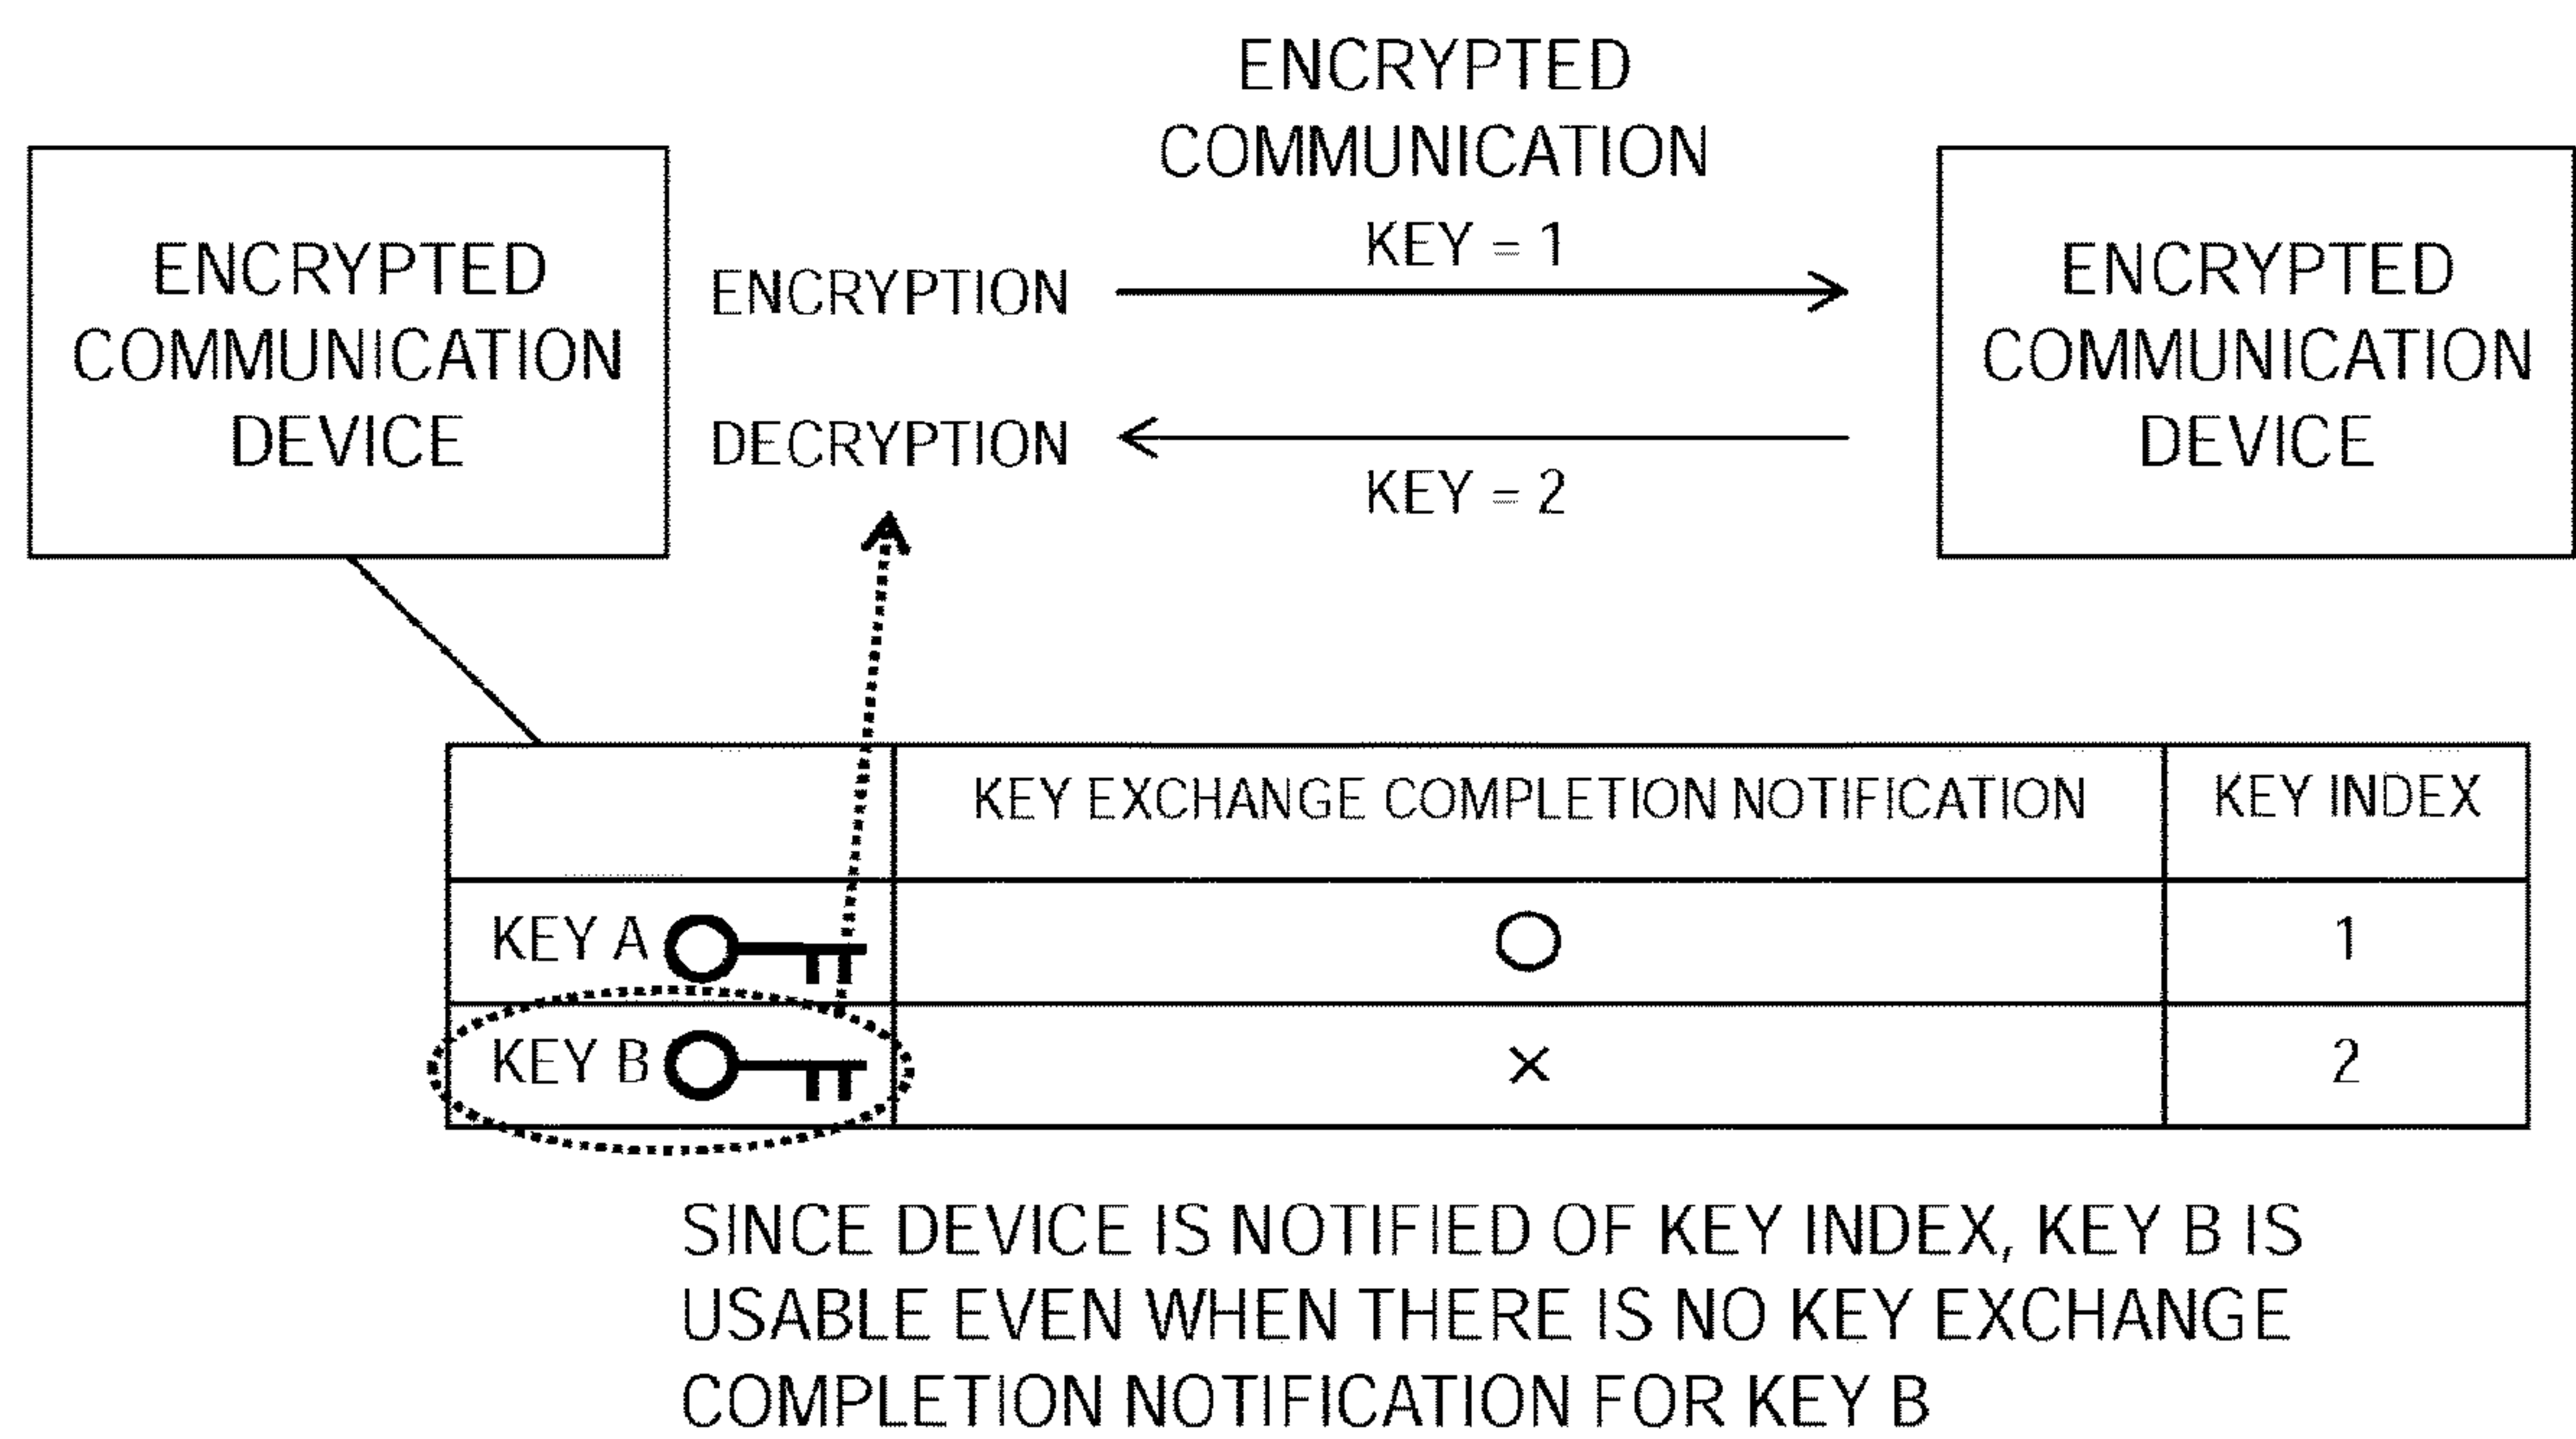 ENCRYPTED
COMMUNICATION
KEY = 1
ENCRYPTED
COMMUNICATION
DEVICE
ENCRYPTION
DECRYPTION
KEY = 2
ENCRYPTED
COMMUNICATION
DEVICE
KEY EXCHANGE COMPLETION NOTIFICATION KEY INDEX
KEY A ○ 1
KEY B × 2
SINCE DEVICE IS NOTIFIED OF KEY INDEX, KEY B IS
USABLE EVEN WHEN THERE IS NO KEY EXCHANGE
COMPLETION NOTIFICATION FOR KEY B